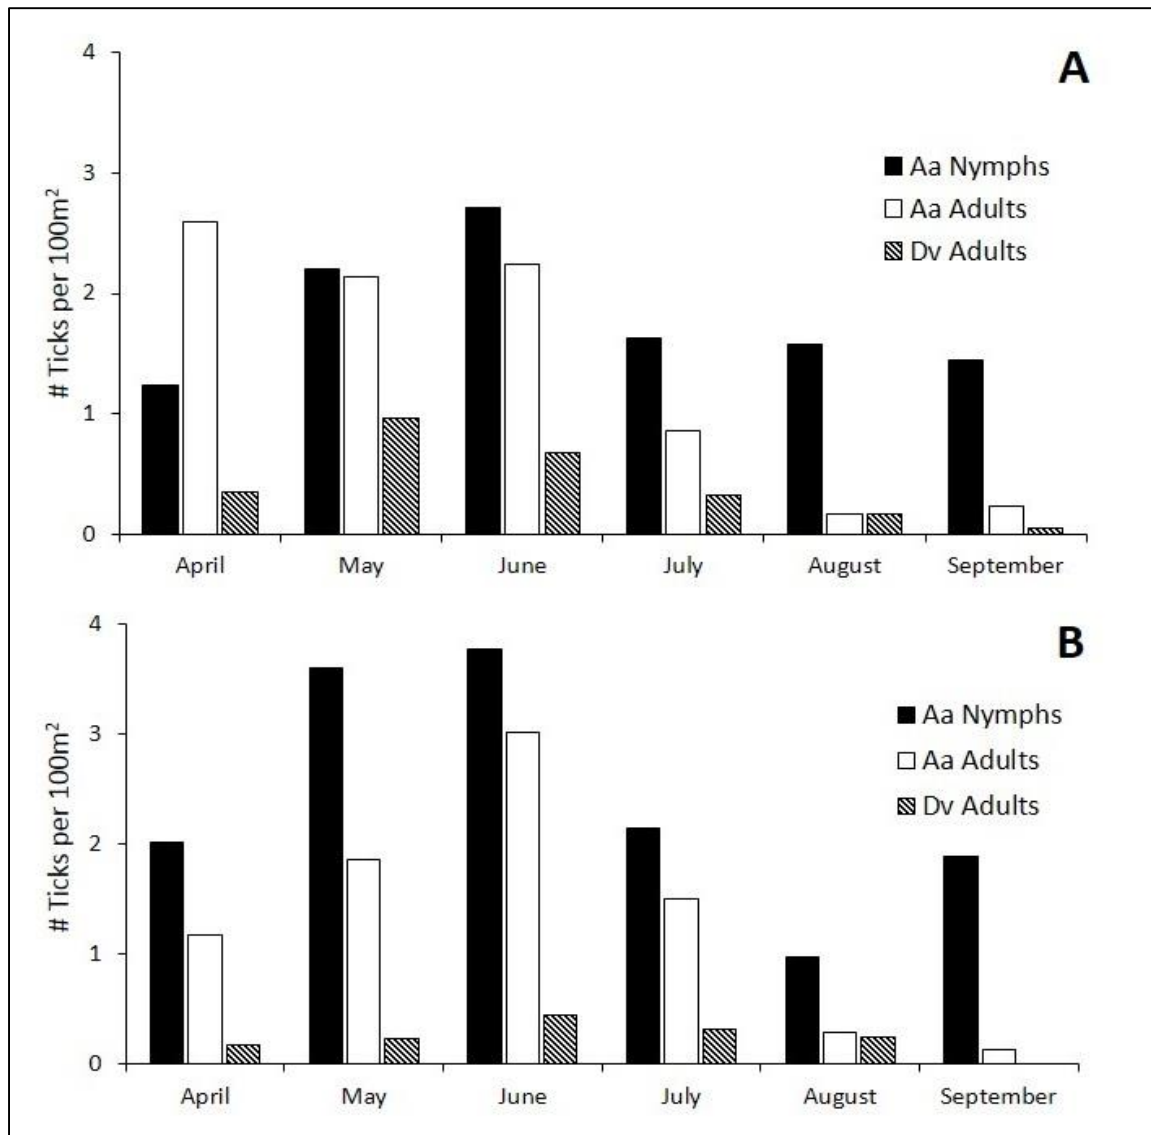 A
4
3
2
1
0
# Ticks per 100m²
Aa Nymphs
Aa Adults
Dv Adults
April May June July August September
B
4
3
2
1
0
# Ticks per 100m²
Aa Nymphs
Aa Adults
Dv Adults
April May June July August September